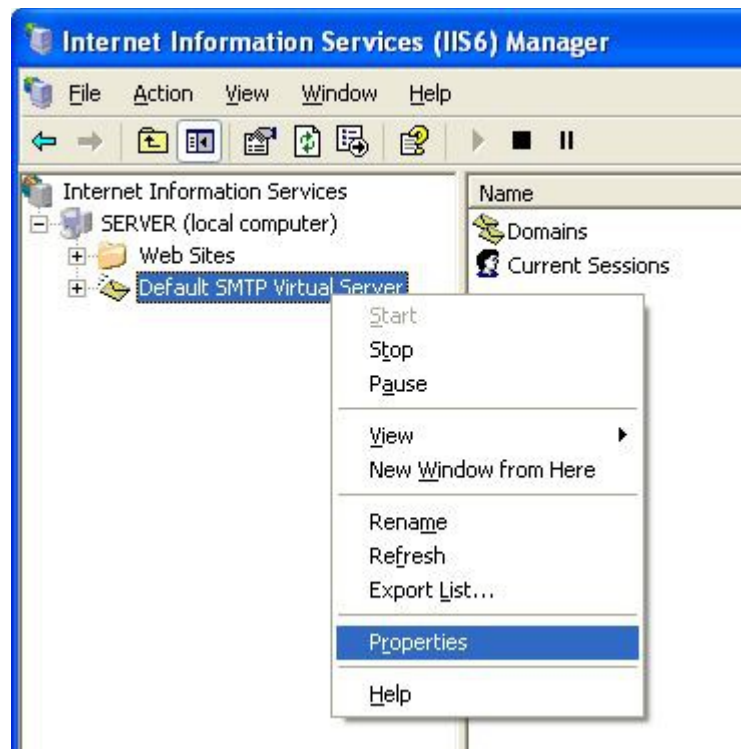 Internet Information Services (IIS6) Manager
File Action View Window Help
Internet Information Services
SERVER (local computer)
Web Sites
Default SMTP Virtual Server
Name
Domains
Current Sessions
Start
Stop
Pause
View
New Window from Here
Rename
Refresh
Export List...
Properties
Help